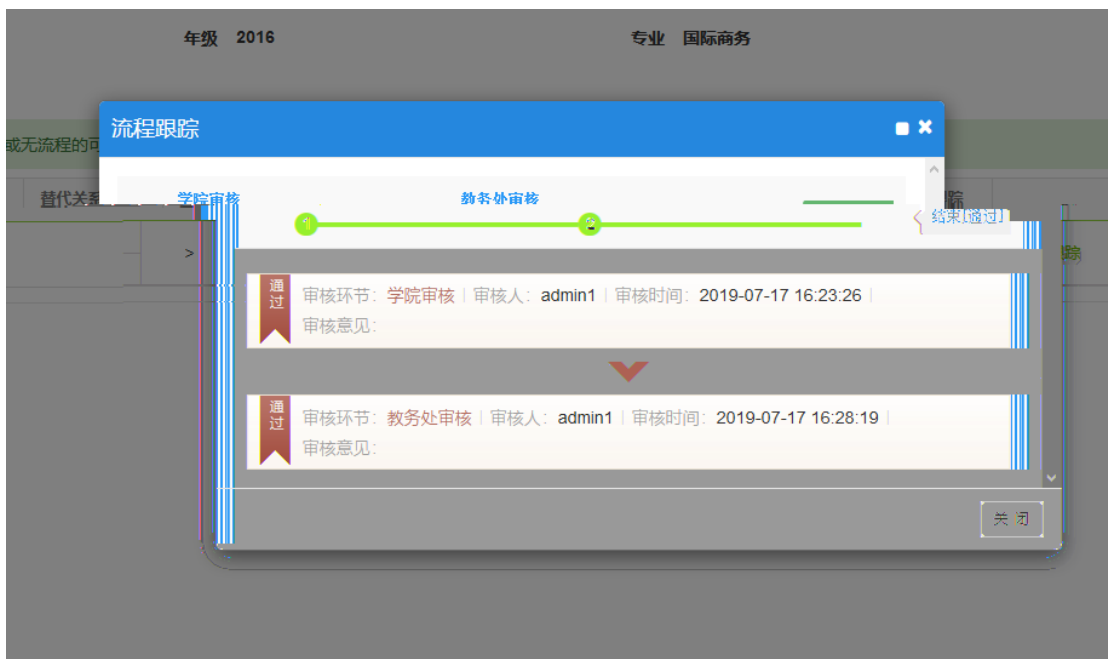 年级 2016 专业 国际商务
流程跟踪
或无流程的可
替代关系 学院审核 教务处审核 踪
1 2 结束[通过]
> 踪
通过 审核环节: 学院审核 | 审核人: admin1 | 审核时间: 2019-07-17 16:23:26 |
审核意见:
通过 审核环节: 教务处审核 | 审核人: admin1 | 审核时间: 2019-07-17 16:28:19 |
审核意见:
关 闭